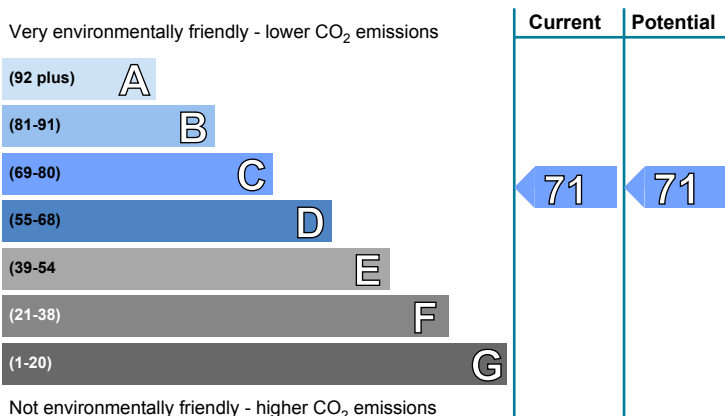 Current Potential
Very environmentally friendly - lower CO₂ emissions
(92 plus) A
(81-91) B
(69-80) C
71 71
(55-68) D
(39-54 E
(21-38) F
(1-20) G
Not environmentally friendly - higher CO₂ emissions